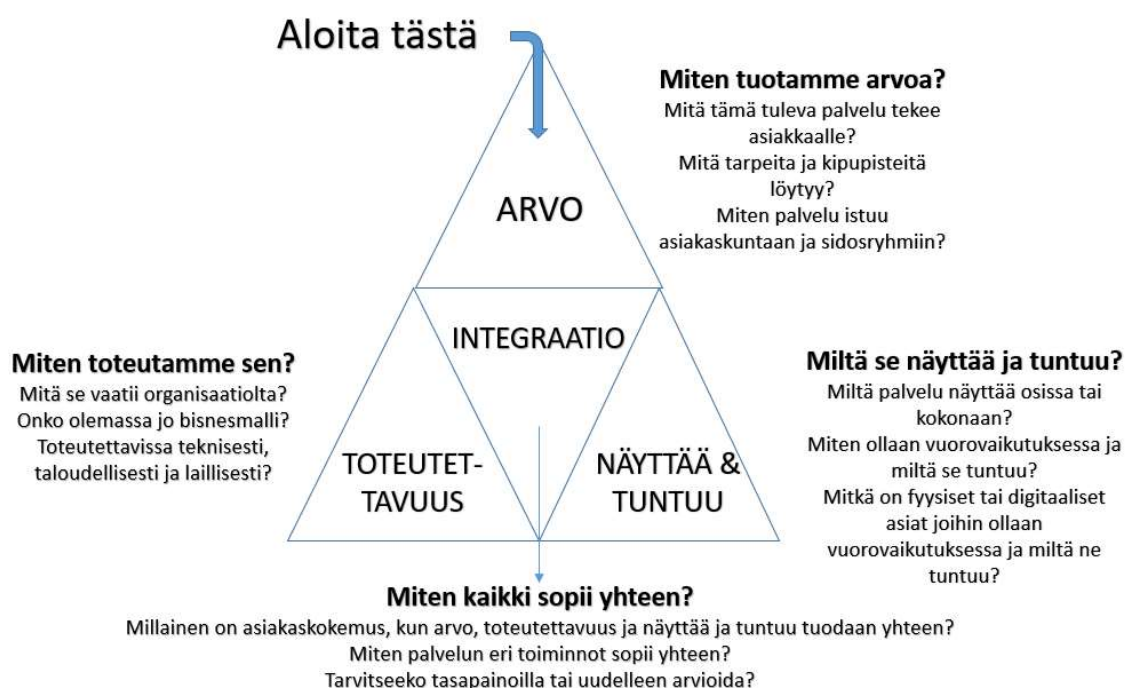 Aloita tästä
Miten tuotamme arvoa?
Mitä tämä tuleva palvelu tekee
asiakkaalle?
Mitä tarpeita ja kipupisteitä
löytyy?
Miten palvelu istuu
asiakaskuntaan ja sidosryhmiin?
ARVO
INTEGRAATIO
Miten toteutamme sen?
Mitä se vaatii organisaatiolta?
Onko olemassa jo bisnesmalli?
Toteutettavissa teknisesti,
taloudellisesti ja laillisesti?
TOTEUTET-
TAVUUS
NÄYTTÄÄ &
TUNTUU
Miltä se näyttää ja tuntuu?
Miltä palvelu näyttää osissa tai
kokonaan?
Miten ollaan vuorovaikutuksessa ja
miltä se tuntuu?
Mitkä on fyysiset tai digitaaliset
asiat joihin ollaan
vuorovaikutuksessa ja miltä ne
tuntuu?
Miten kaikki sopii yhteen?
Millainen on asiakaskokemus, kun arvo, toteutettavuus ja näyttää ja tuntuu tuodaan yhteen?
Miten palvelun eri toiminnot sopii yhteen?
Tarvitseeko tasapainoilla tai uudelleen arvioida?